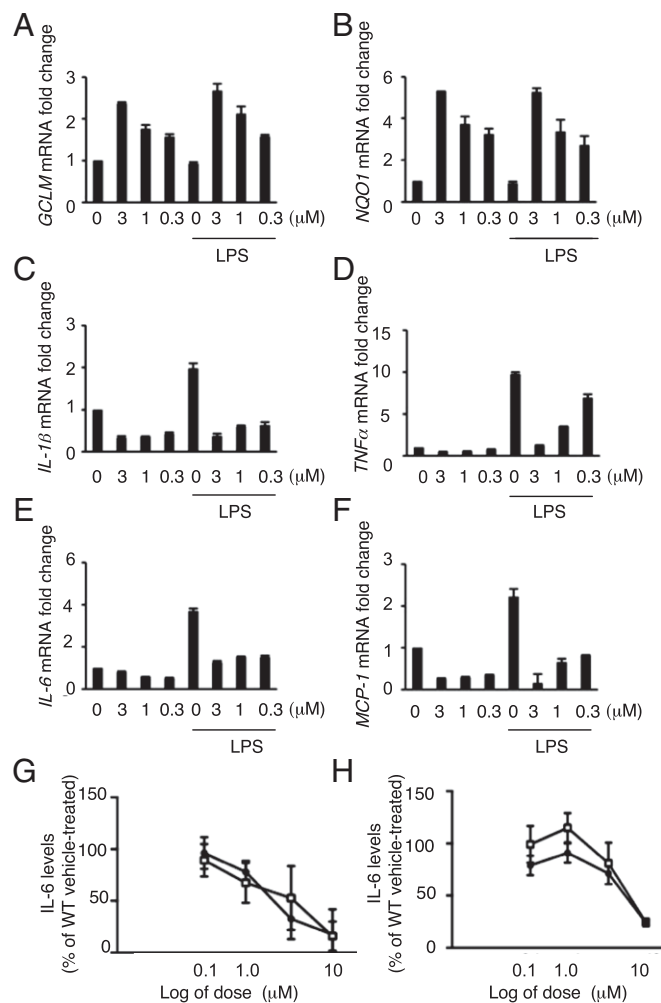 A
GCLM mRNA fold change
3
2
1
0
0 3 1 0.3 0 3 1 0.3 (µM)
LPS
B
NQO1 mRNA fold change
6
4
2
0
0 3 1 0.3 0 3 1 0.3
LPS
C
IL-1ß mRNA fold change
3
2
1
0
0 3 1 0.3 0 3 1 0.3 (µM)
LPS
D
TNFα mRNA fold change
15
10
5
0
0 3 1 0.3 0 3 1 0.3
LPS
E
IL-6 mRNA fold change
6
4
2
0
0 3 1 0.3 0 3 1 0.3 (µM)
LPS
F
MCP-1 mRNA fold change
3
2
1
0
0 3 1 0.3 0 3 1 0.3
LPS
G
IL-6 levels
(% of WT vehicle-treated)
150
100
50
0
0.1 1.0 10
Log of dose (µM)
H
IL-6 levels
(% of WT vehicle-treated)
150
100
50
0
0.1 1.0 10
Log of dose (µM)